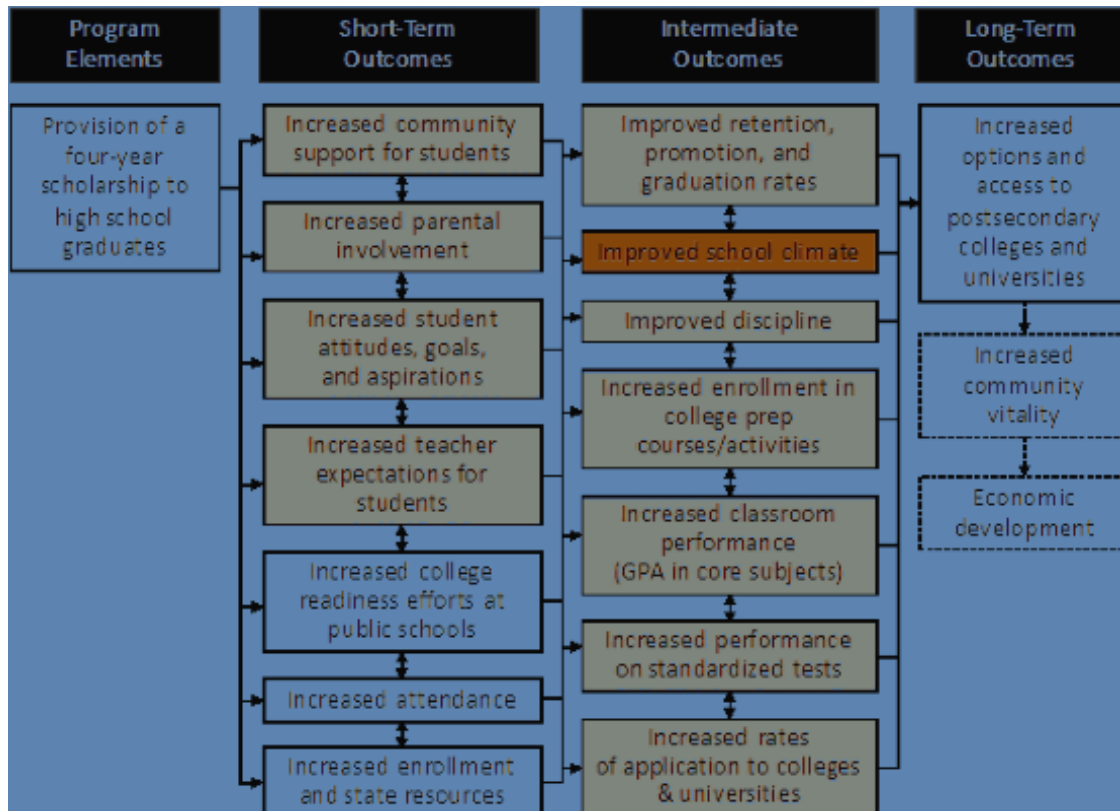 Program
Elements
Short-Term
Outcomes
Intermediate
Outcomes
Long-Term
Outcomes
Provision of a
four-year
scholarship to
high school
graduates
Increased community
support for students
Increased parental
involvement
Increased student
attitudes, goals,
and aspirations
Increased teacher
expectations for
students
Increased college
readiness efforts at
public schools
Increased attendance
Increased enrollment
and state resources
Improved retention,
promotion, and
graduation rates
Improved school climate
Improved discipline
Increased enrollment in
college prep
courses/activities
Increased classroom
performance
(GPA in core subjects)
Increased performance
on standardized tests
Increased rates
of application to colleges
& universities
Increased
options and
access to
postsecondary
colleges and
universities
Increased
community
vitality
Economic
development